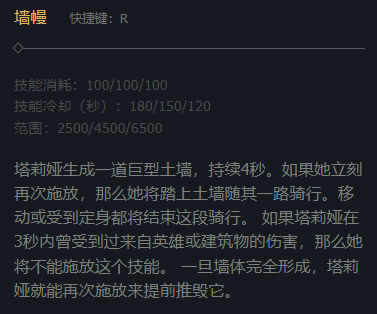 墙幔 快捷键：R
技能消耗：100/100/100
技能冷却（秒）：180/150/120
范围：2500/4500/6500
塔莉娅生成一道巨型土墙，持续4秒。如果她立刻
再次施放，那么她将踏上土墙随其一路骑行。移
动或受到定身都将结束这段骑行。 如果塔莉娅在
3秒内曾受到过来自英雄或建筑物的伤害，那么她
将不能施放这个技能。 一旦墙体完全形成，塔莉
娅就能再次施放来提前摧毁它。